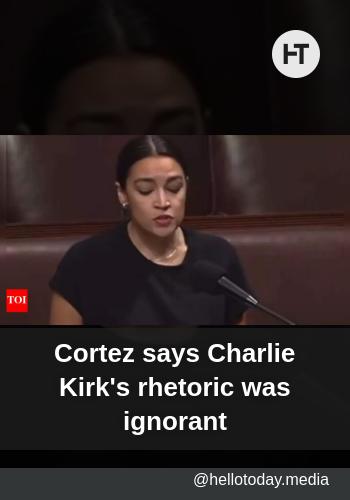 HT
TOI
Cortez says Charlie
Kirk's rhetoric was
ignorant
@hellotoday.media